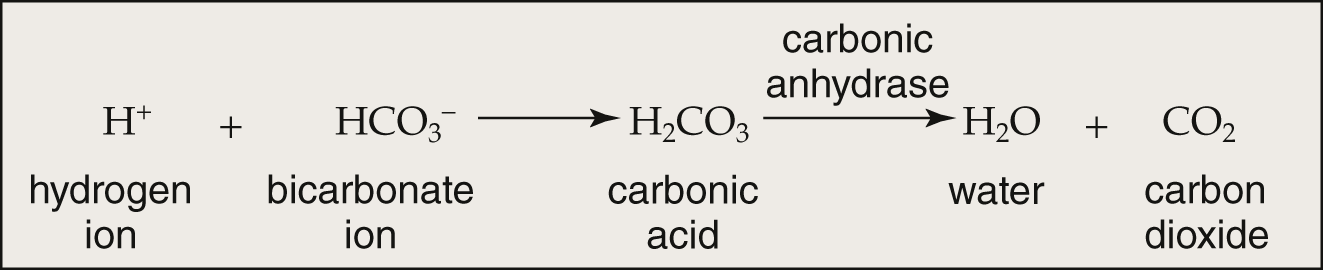 carbonic
anhydrase
H⁺ + HCO₃⁻ → H₂CO₃ → H₂O + CO₂
hydrogen bicarbonate carbonic water carbon
ion ion acid dioxide